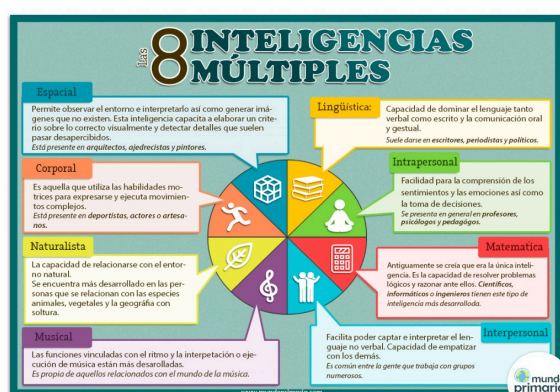 Las 8 INTELIGENCIAS
MÚLTIPLES
Espacial
Permite observar el entorno e interpretarlo así como generar imá-
genes que no existen. Esta inteligencia capacita a elaborar un crite-
rio sobre lo correcto visualmente y detectar detalles que suelen
pasar desapercibidos.
Está presente en arquitectos, ajedrecistas y pintores.
Lingüística:
Capacidad de dominar el lenguaje tanto
verbal como escrito y la comunicación oral
y gestual.
Suele darse en escritores, periodistas y políticos.
Corporal
Es aquella que utiliza las habilidades mo-
trices para expresarse y ejecuta movimien-
tos complejos.
Está presente en deportistas, actores o artesa-
nos.
Intrapersonal
Facilidad para la comprensión de los
sentimientos y las emociones así como
la toma de decisiones.
Se presenta en general en profesores,
psicólogos y pedagógos.
Naturalista
La capacidad de relacionarse con el entor-
no natural.
Se encuentra más desarrollado en las per-
sonas que se relacionan con las especies
animales, vegetales y la geografía con
soltura.
Matematica
Antiguamente se creía que era la única inteli-
gencia. Es la capacidad de resolver problemas
lógicos y razonar ante ellos. Científicos,
informáticos o ingenieros tienen este tipo de
inteligencia más desarrollada.
Musical
Las funciones vinculadas con el ritmo y la interpetación o eje-
cución de música están más desarolladas.
Es propia de aquellos relacionados con el mundo de la música.
Interpersonal
Facilita poder captar e interpretar el len-
guaje no verbal. Capacidad de empatizar
con los demás.
Es común entre la gente que trabaja con grupos
numerosos.
mund
primari